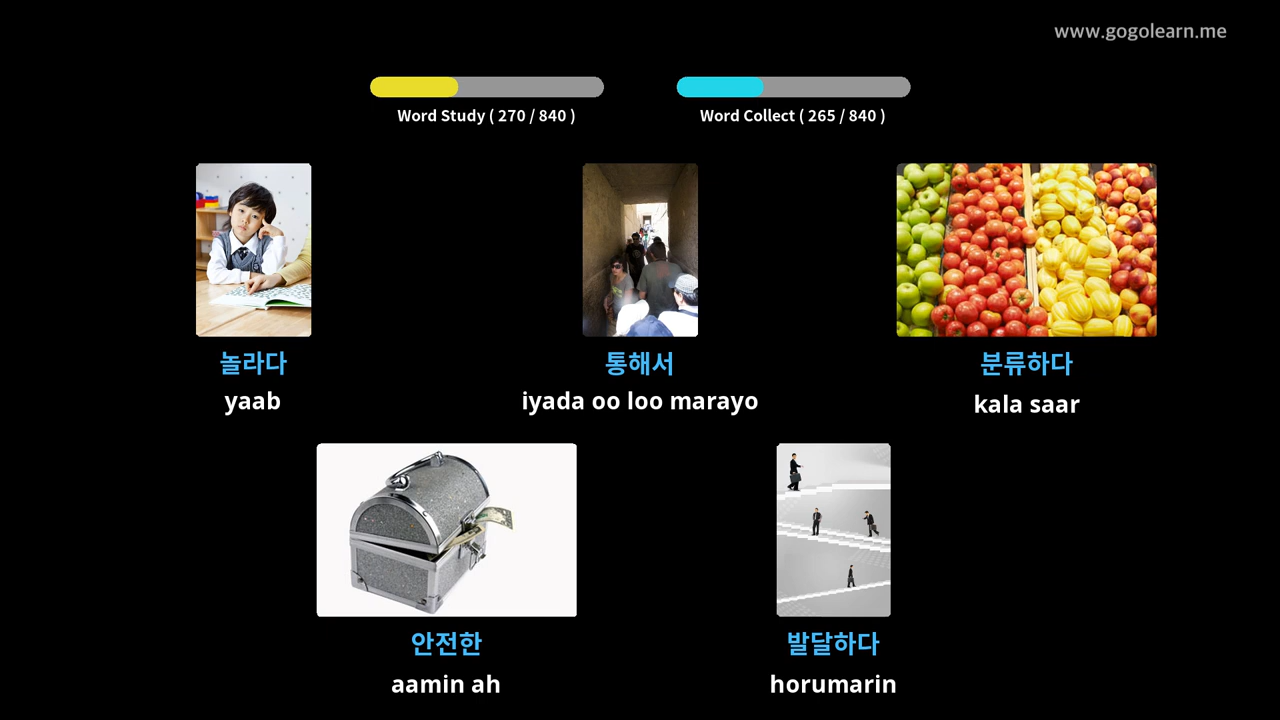 www.gogolearn.me
Word Study ( 270 / 840 )
Word Collect ( 265 / 840 )
놀라다
yaab
통해서
iyada oo loo marayo
분류하다
kala saar
안전한
aamin ah
발달하다
horumarin